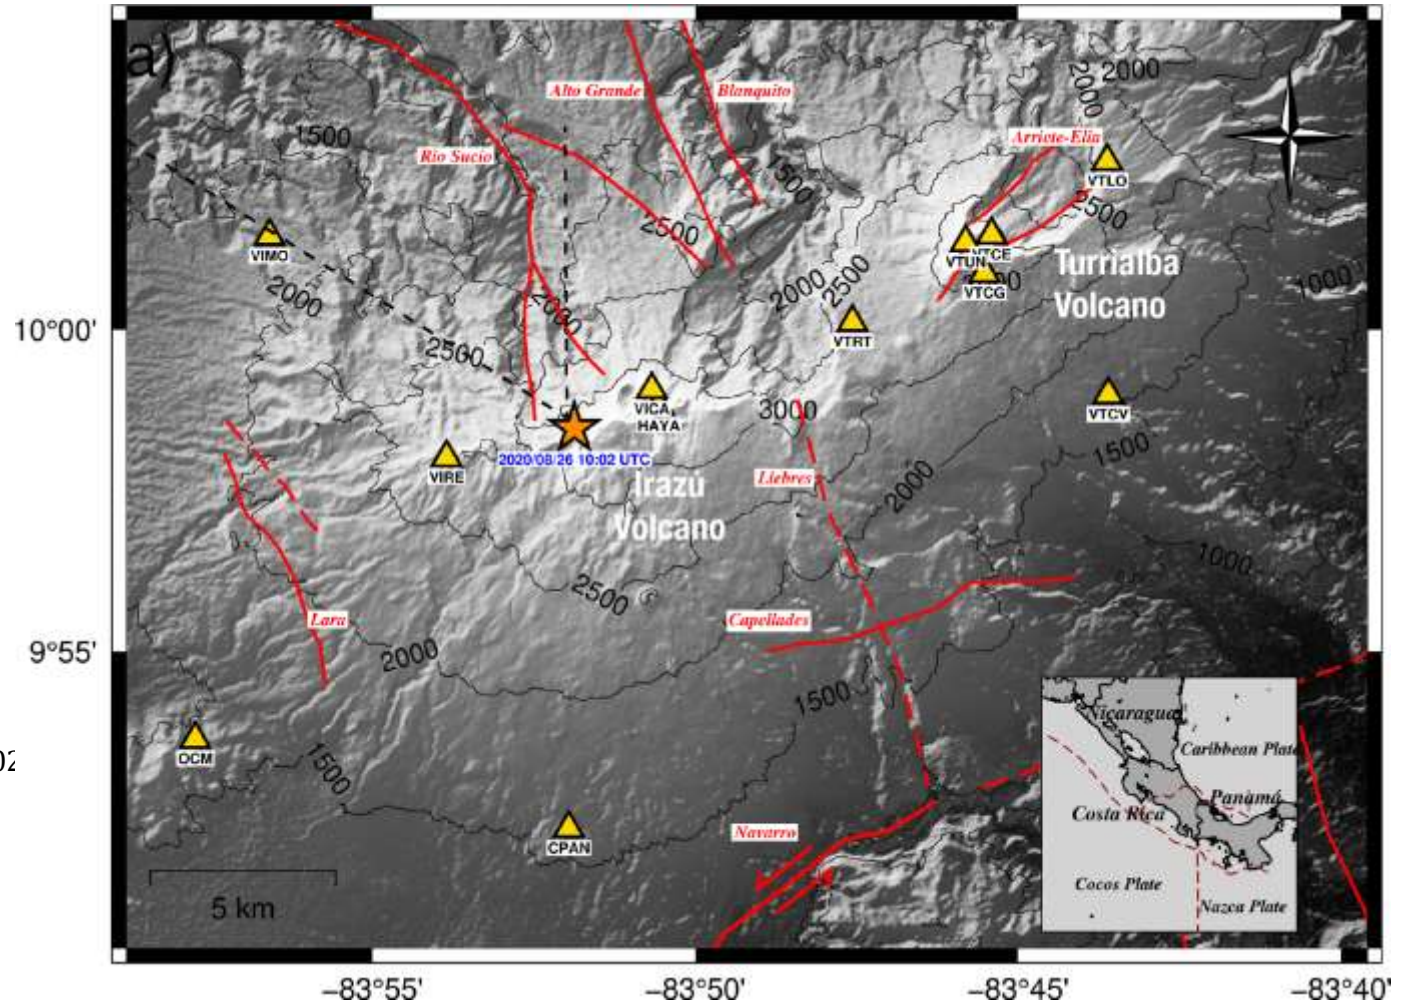 a)
2000
2000
Alto Grande
Blanquito
1500
Arriete-Elia
Rio Sucio
VTLO
1500
2500
2500
VIMO
VTCE
VTUN
Turrialba
Volcano
VTCG
2000
2500
2000
1000
2000
10°00'
VTRT
2500
3000
VICA,
HAYA
VTCV
1500
2020/08/26 10:02 UTC
VIRE
Liebres
2000
Irazú
Volcano
1000
2500
Lara
Capellades
9°55'
2000
1500
Nicaragua
Caribbean Plate
OCM
02
1500
Panamá
Costa Rica
Navarro
CPAN
Cocos Plate
Nazca Plate
5 km
−83°55'
−83°50'
−83°45'
−83°40'